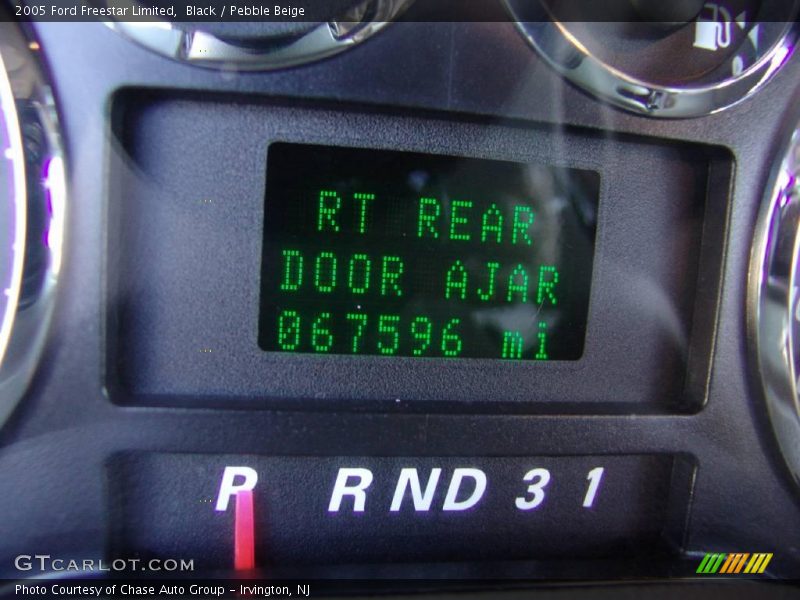 2005 Ford Freestar Limited,  Black / Pebble Beige
RT REAR
DOOR AJAR
067596 mi
P R N D 3 1
GTCARLOT.COM
Photo Courtesy of Chase Auto Group - Irvington, NJ